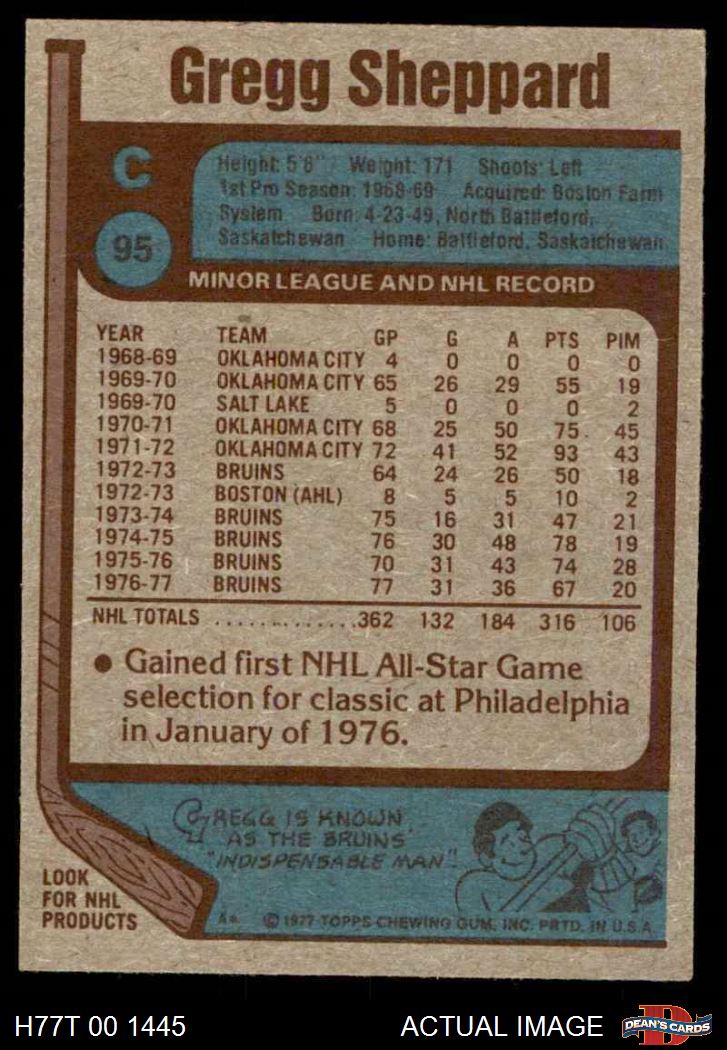 Gregg Sheppard
C
95
Height: 5'8" Weight: 171 Shoots: Left
1st Pro Season: 1968-69 Acquired: Boston Farm
System Born: 4-23-49, North Battleford,
Saskatchewan Home: Battleford, Saskatchewan
MINOR LEAGUE AND NHL RECORD
YEAR TEAM GP G A PTS PIM
1968-69 OKLAHOMA CITY 4 0 0 0 0
1969-70 OKLAHOMA CITY 65 26 29 55 19
1969-70 SALT LAKE 5 0 0 0 2
1970-71 OKLAHOMA CITY 68 25 50 75 45
1971-72 OKLAHOMA CITY 72 41 52 93 43
1972-73 BRUINS 64 24 26 50 18
1972-73 BOSTON (AHL) 8 5 5 10 2
1973-74 BRUINS 75 16 31 47 21
1974-75 BRUINS 76 30 48 78 19
1975-76 BRUINS 70 31 43 74 28
1976-77 BRUINS 77 31 36 67 20
NHL TOTALS ..............362 132 184 316 106
• Gained first NHL All-Star Game
selection for classic at Philadelphia
in January of 1976.
GREGG IS KNOWN
AS THE BRUINS'
"INDISPENSABLE MAN"!
LOOK
FOR NHL
PRODUCTS
A* © 1977 TOPPS CHEWING GUM, INC. PRTD. IN U.S.A.
H77T 00 1445 ACTUAL IMAGE
D
DEAN'S CARDS